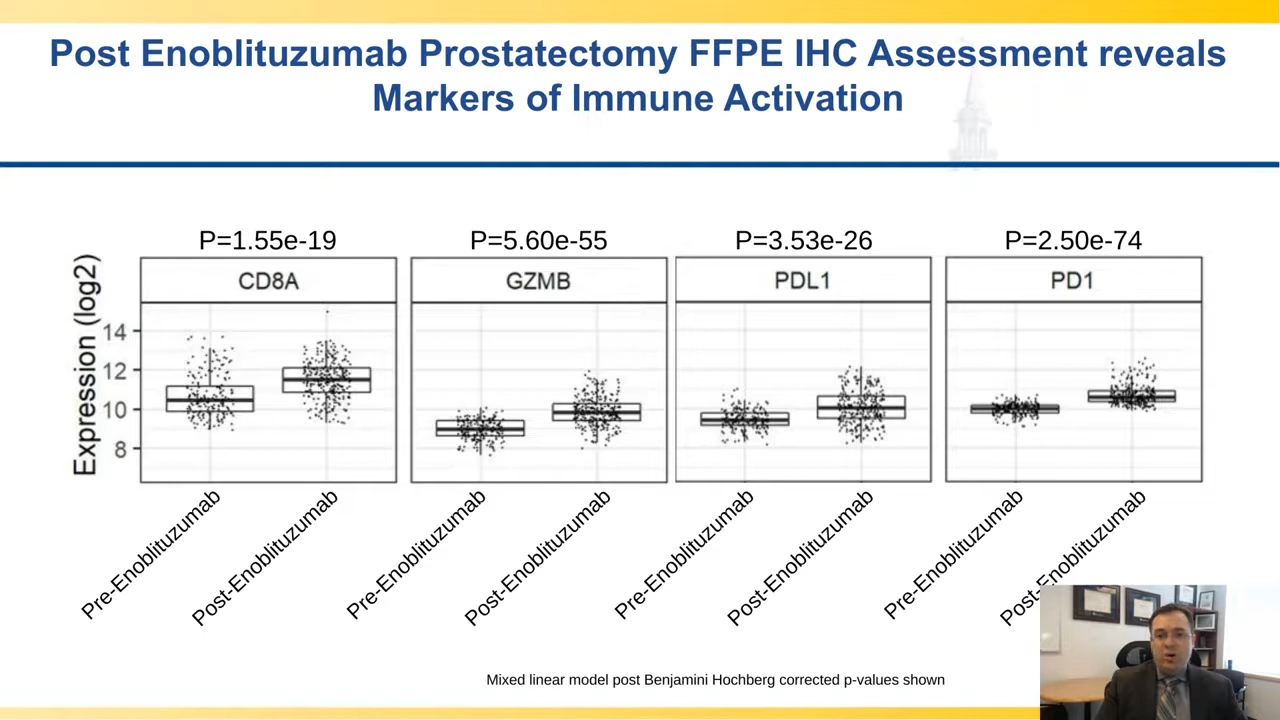 Post Enoblituzumab Prostatectomy FFPE IHC Assessment reveals
Markers of Immune Activation
P=1.55e-19
P=5.60e-55
P=3.53e-26
P=2.50e-74
CD8A
GZMB
PDL1
PD1
Expression (log2)
14
12
10
8
Pre-Enoblituzumab
Post-Enoblituzumab
Pre-Enoblituzumab
Post-Enoblituzumab
Pre-Enoblituzumab
Post-Enoblituzumab
Pre-Enoblituzumab
Post-Enoblituzumab
Mixed linear model post Benjamini Hochberg corrected p-values shown